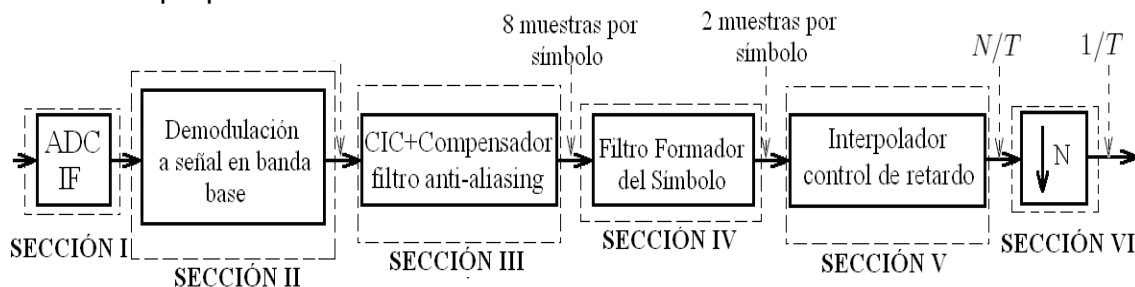 8 muestras por
símbolo
2 muestras por
símbolo
N/T
1/T
ADC
IF
Demodulación
a señal en banda
base
CIC+Compensador
filtro anti-aliasing
Filtro Formador
del Símbolo
Interpolador
control de retardo
N
SECCIÓN I
SECCIÓN II
SECCIÓN III
SECCIÓN IV
SECCIÓN V
SECCIÓN VI